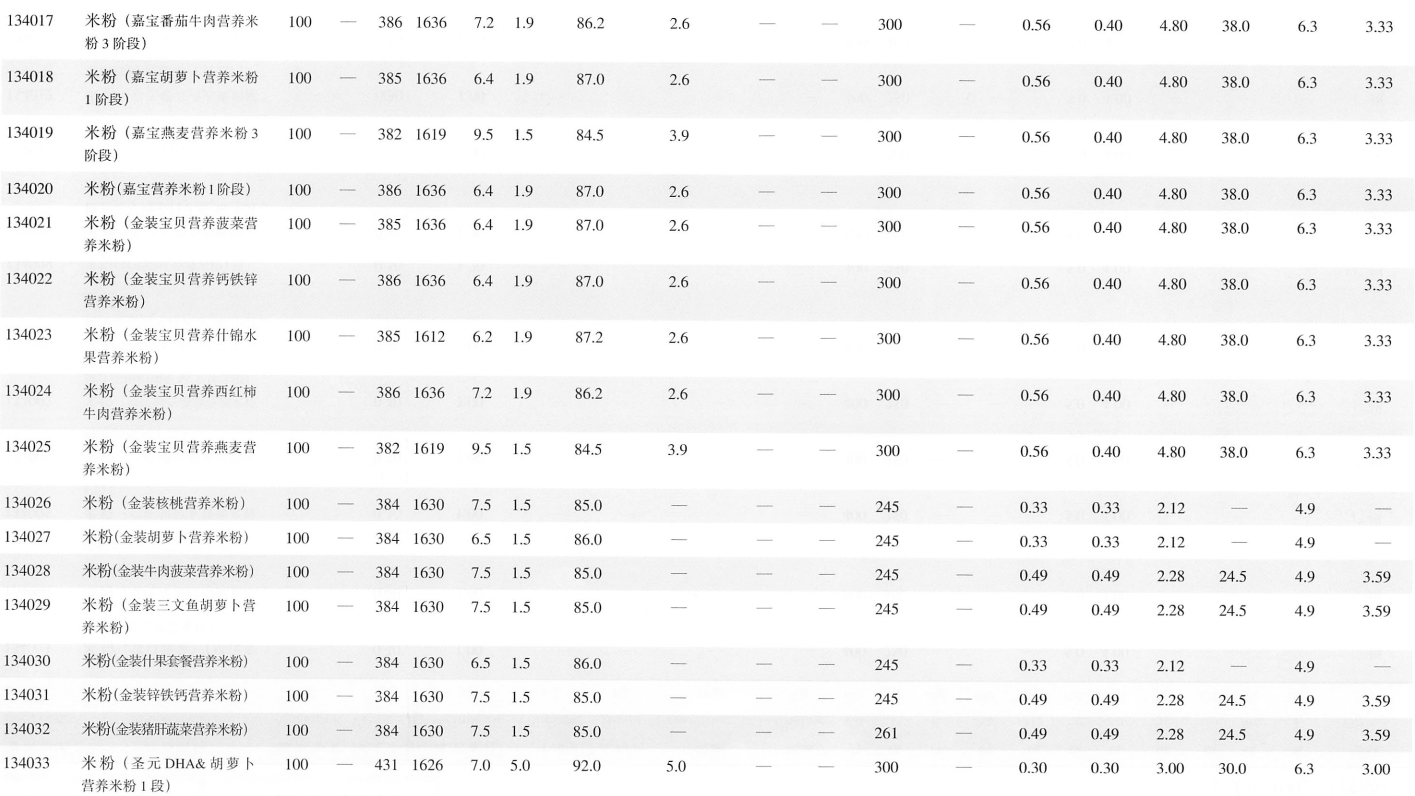 134017 米粉（嘉宝番茄牛肉营养米 100 — 386 1636 7.2 1.9 86.2 2.6 — — 300 — 0.56 0.40 4.80 38.0 6.3 3.33
粉3阶段）
134018 米粉（嘉宝胡萝卜营养米粉 100 — 385 1636 6.4 1.9 87.0 2.6 — — 300 — 0.56 0.40 4.80 38.0 6.3 3.33
1阶段）
134019 米粉（嘉宝燕麦营养米粉3 100 — 382 1619 9.5 1.5 84.5 3.9 — — 300 — 0.56 0.40 4.80 38.0 6.3 3.33
阶段）
134020 米粉(嘉宝营养米粉1阶段） 100 — 386 1636 6.4 1.9 87.0 2.6 — — 300 — 0.56 0.40 4.80 38.0 6.3 3.33
134021 米粉（金装宝贝营养菠菜营 100 — 385 1636 6.4 1.9 87.0 2.6 — — 300 — 0.56 0.40 4.80 38.0 6.3 3.33
养米粉）
134022 米粉（金装宝贝营养钙铁锌 100 — 386 1636 6.4 1.9 87.0 2.6 — — 300 — 0.56 0.40 4.80 38.0 6.3 3.33
营养米粉）
134023 米粉（金装宝贝营养什锦水 100 — 385 1612 6.2 1.9 87.2 2.6 — — 300 — 0.56 0.40 4.80 38.0 6.3 3.33
果营养米粉）
134024 米粉（金装宝贝营养西红柿 100 — 386 1636 7.2 1.9 86.2 2.6 — — 300 — 0.56 0.40 4.80 38.0 6.3 3.33
牛肉营养米粉）
134025 米粉（金装宝贝营养燕麦营 100 — 382 1619 9.5 1.5 84.5 3.9 — — 300 — 0.56 0.40 4.80 38.0 6.3 3.33
养米粉）
134026 米粉（金装核桃营养米粉） 100 — 384 1630 7.5 1.5 85.0 — — — 245 — 0.33 0.33 2.12 — 4.9 —
134027 米粉(金装胡萝卜营养米粉） 100 — 384 1630 6.5 1.5 86.0 — — — 245 — 0.33 0.33 2.12 — 4.9 —
134028 米粉(金装牛肉菠菜营养米粉） 100 — 384 1630 7.5 1.5 85.0 — — — 245 — 0.49 0.49 2.28 24.5 4.9 3.59
134029 米粉（金装三文鱼胡萝卜营 100 — 384 1630 7.5 1.5 85.0 — — — 245 — 0.49 0.49 2.28 24.5 4.9 3.59
养米粉）
134030 米粉(金装什果套餐营养米粉） 100 — 384 1630 6.5 1.5 86.0 — — — 245 — 0.33 0.33 2.12 — 4.9 —
134031 米粉(金装锌铁钙营养米粉） 100 — 384 1630 7.5 1.5 85.0 — — — 245 — 0.49 0.49 2.28 24.5 4.9 3.59
134032 米粉(金装猪肝蔬菜营养米粉） 100 — 384 1630 7.5 1.5 85.0 — — — 261 — 0.49 0.49 2.28 24.5 4.9 3.59
134033 米粉（圣元DHA&胡萝卜 100 — 431 1626 7.0 5.0 92.0 5.0 — — 300 — 0.30 0.30 3.00 30.0 6.3 3.00
营养米粉1段）